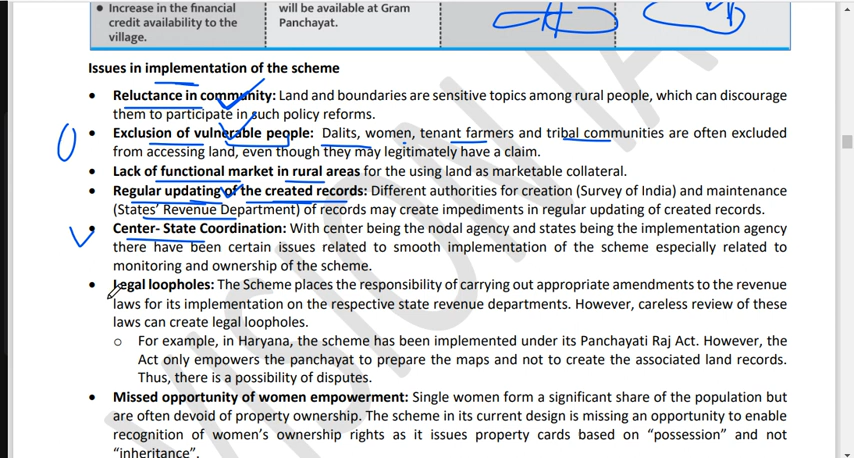 • Increase in the financial
credit availability to the
village.
will be available at Gram
Panchayat.
Issues in implementation of the scheme
• Reluctance in community: Land and boundaries are sensitive topics among rural people, which can discourage
them to participate in such policy reforms.
• Exclusion of vulnerable people: Dalits, women, tenant farmers and tribal communities are often excluded
from accessing land, even though they may legitimately have a claim.
• Lack of functional market in rural areas for the using land as marketable collateral.
• Regular updating of the created records: Different authorities for creation (Survey of India) and maintenance
(States’ Revenue Department) of records may create impediments in regular updating of created records.
• Center- State Coordination: With center being the nodal agency and states being the implementation agency
there have been certain issues related to smooth implementation of the scheme especially related to
monitoring and ownership of the scheme.
• Legal loopholes: The Scheme places the responsibility of carrying out appropriate amendments to the revenue
laws for its implementation on the respective state revenue departments. However, careless review of these
laws can create legal loopholes.
o For example, in Haryana, the scheme has been implemented under its Panchayati Raj Act. However, the
Act only empowers the panchayat to prepare the maps and not to create the associated land records.
Thus, there is a possibility of disputes.
• Missed opportunity of women empowerment: Single women form a significant share of the population but
are often devoid of property ownership. The scheme in its current design is missing an opportunity to enable
recognition of women’s ownership rights as it issues property cards based on “possession” and not
“inheritance”.
VISION IA